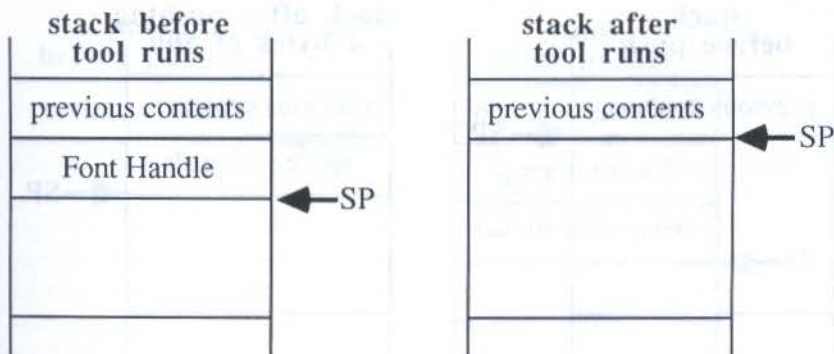 stack before
tool runs
previous contents
Font Handle
SP
stack after
tool runs
previous contents
SP